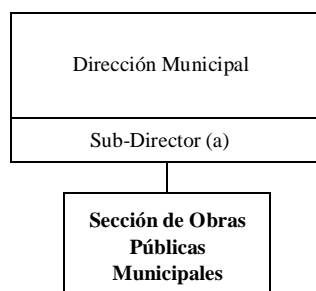 Dirección Municipal
Sub-Director (a)
Sección de Obras
Públicas
Municipales